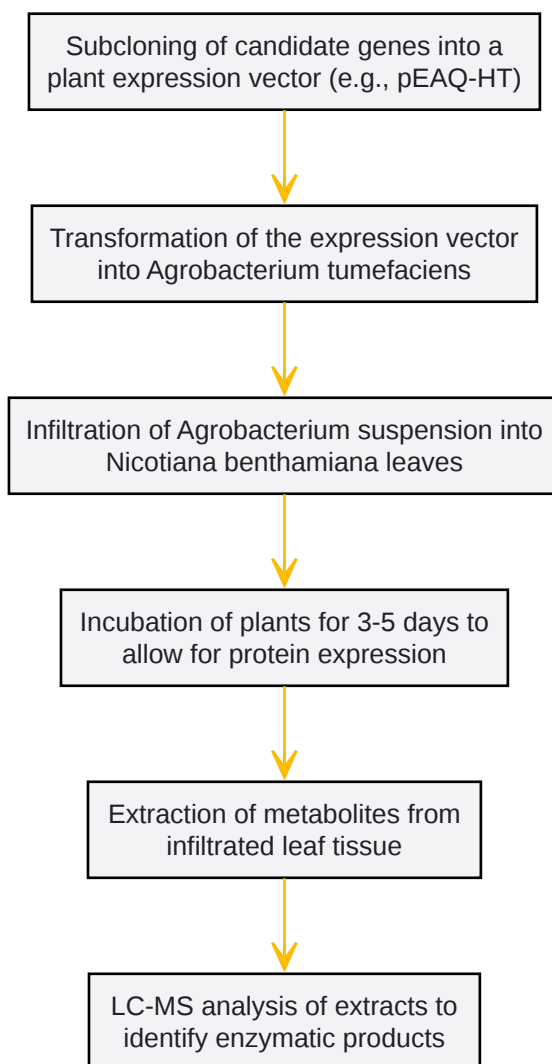 Subcloning of candidate genes into a
plant expression vector (e.g., pEAQ-HT)
Transformation of the expression vector
into Agrobacterium tumefaciens
Infiltration of Agrobacterium suspension into
Nicotiana benthamiana leaves
Incubation of plants for 3-5 days to
allow for protein expression
Extraction of metabolites from
infiltrated leaf tissue
LC-MS analysis of extracts to
identify enzymatic products